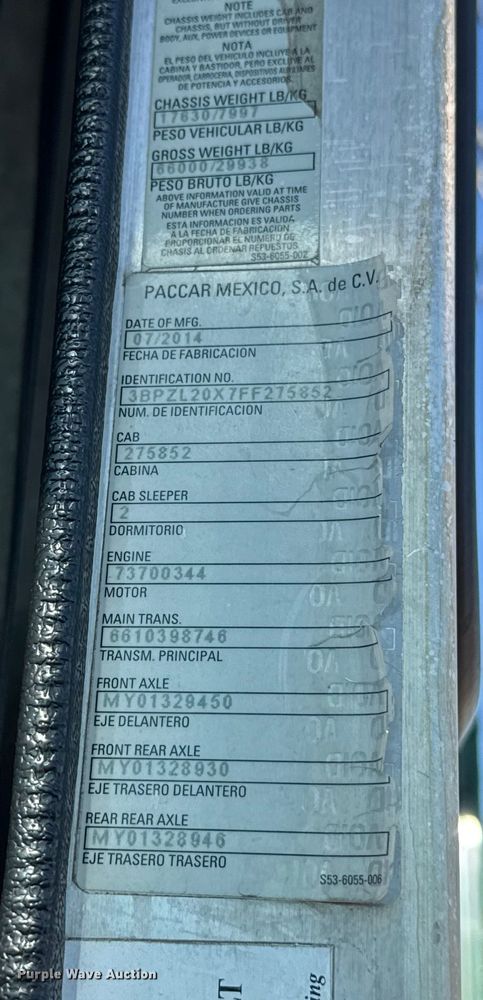 NOTE
CHASSIS WEIGHT INCLUDES CAB AND
CHASSIS, BUT WITHOUT DRIVER
BODY, AUX, POWER DEVICES OR EQUIPMENT
NOTA
EL PESO DEL VEHICULO INCLUYE LA
CABINA Y BASTIDOR, PERO EXCLUYE AL
OPERADOR, CARROCERIA, DISPOSITIVOS AUXILIARES
DE POTENCIA Y ACCESORIOS.
CHASSIS WEIGHT LB/KG
17630/7997
PESO VEHICULAR LB/KG
GROSS WEIGHT LB/KG
66000/29938
PESO BRUTO LB/KG
ABOVE INFORMATION VALID AT TIME
OF MANUFACTURE GIVE CHASSIS
NUMBER WHEN ORDERING PARTS
ESTA INFORMACION ES VALIDA
A LA FECHA DE FABRICACION
PROPORCIONAR EL NUMERO DE
CHASIS AL ORDENAR REPUESTOS
S53-6055-002
PACCAR MEXICO, S.A. de C.V.
DATE OF MFG.
07/2014
FECHA DE FABRICACION
IDENTIFICATION NO.
3BPZL20X7FF275852
NUM. DE IDENTIFICACION
CAB
275852
CABINA
CAB SLEEPER
2
DORMITORIO
ENGINE
73700344
MOTOR
MAIN TRANS.
6610398746
TRANSM. PRINCIPAL
FRONT AXLE
MY01329450
EJE DELANTERO
FRONT REAR AXLE
MY01328930
EJE TRASERO DELANTERO
REAR REAR AXLE
MY01328946
EJE TRASERO TRASERO
S53-6055-006
Purple Wave Auction